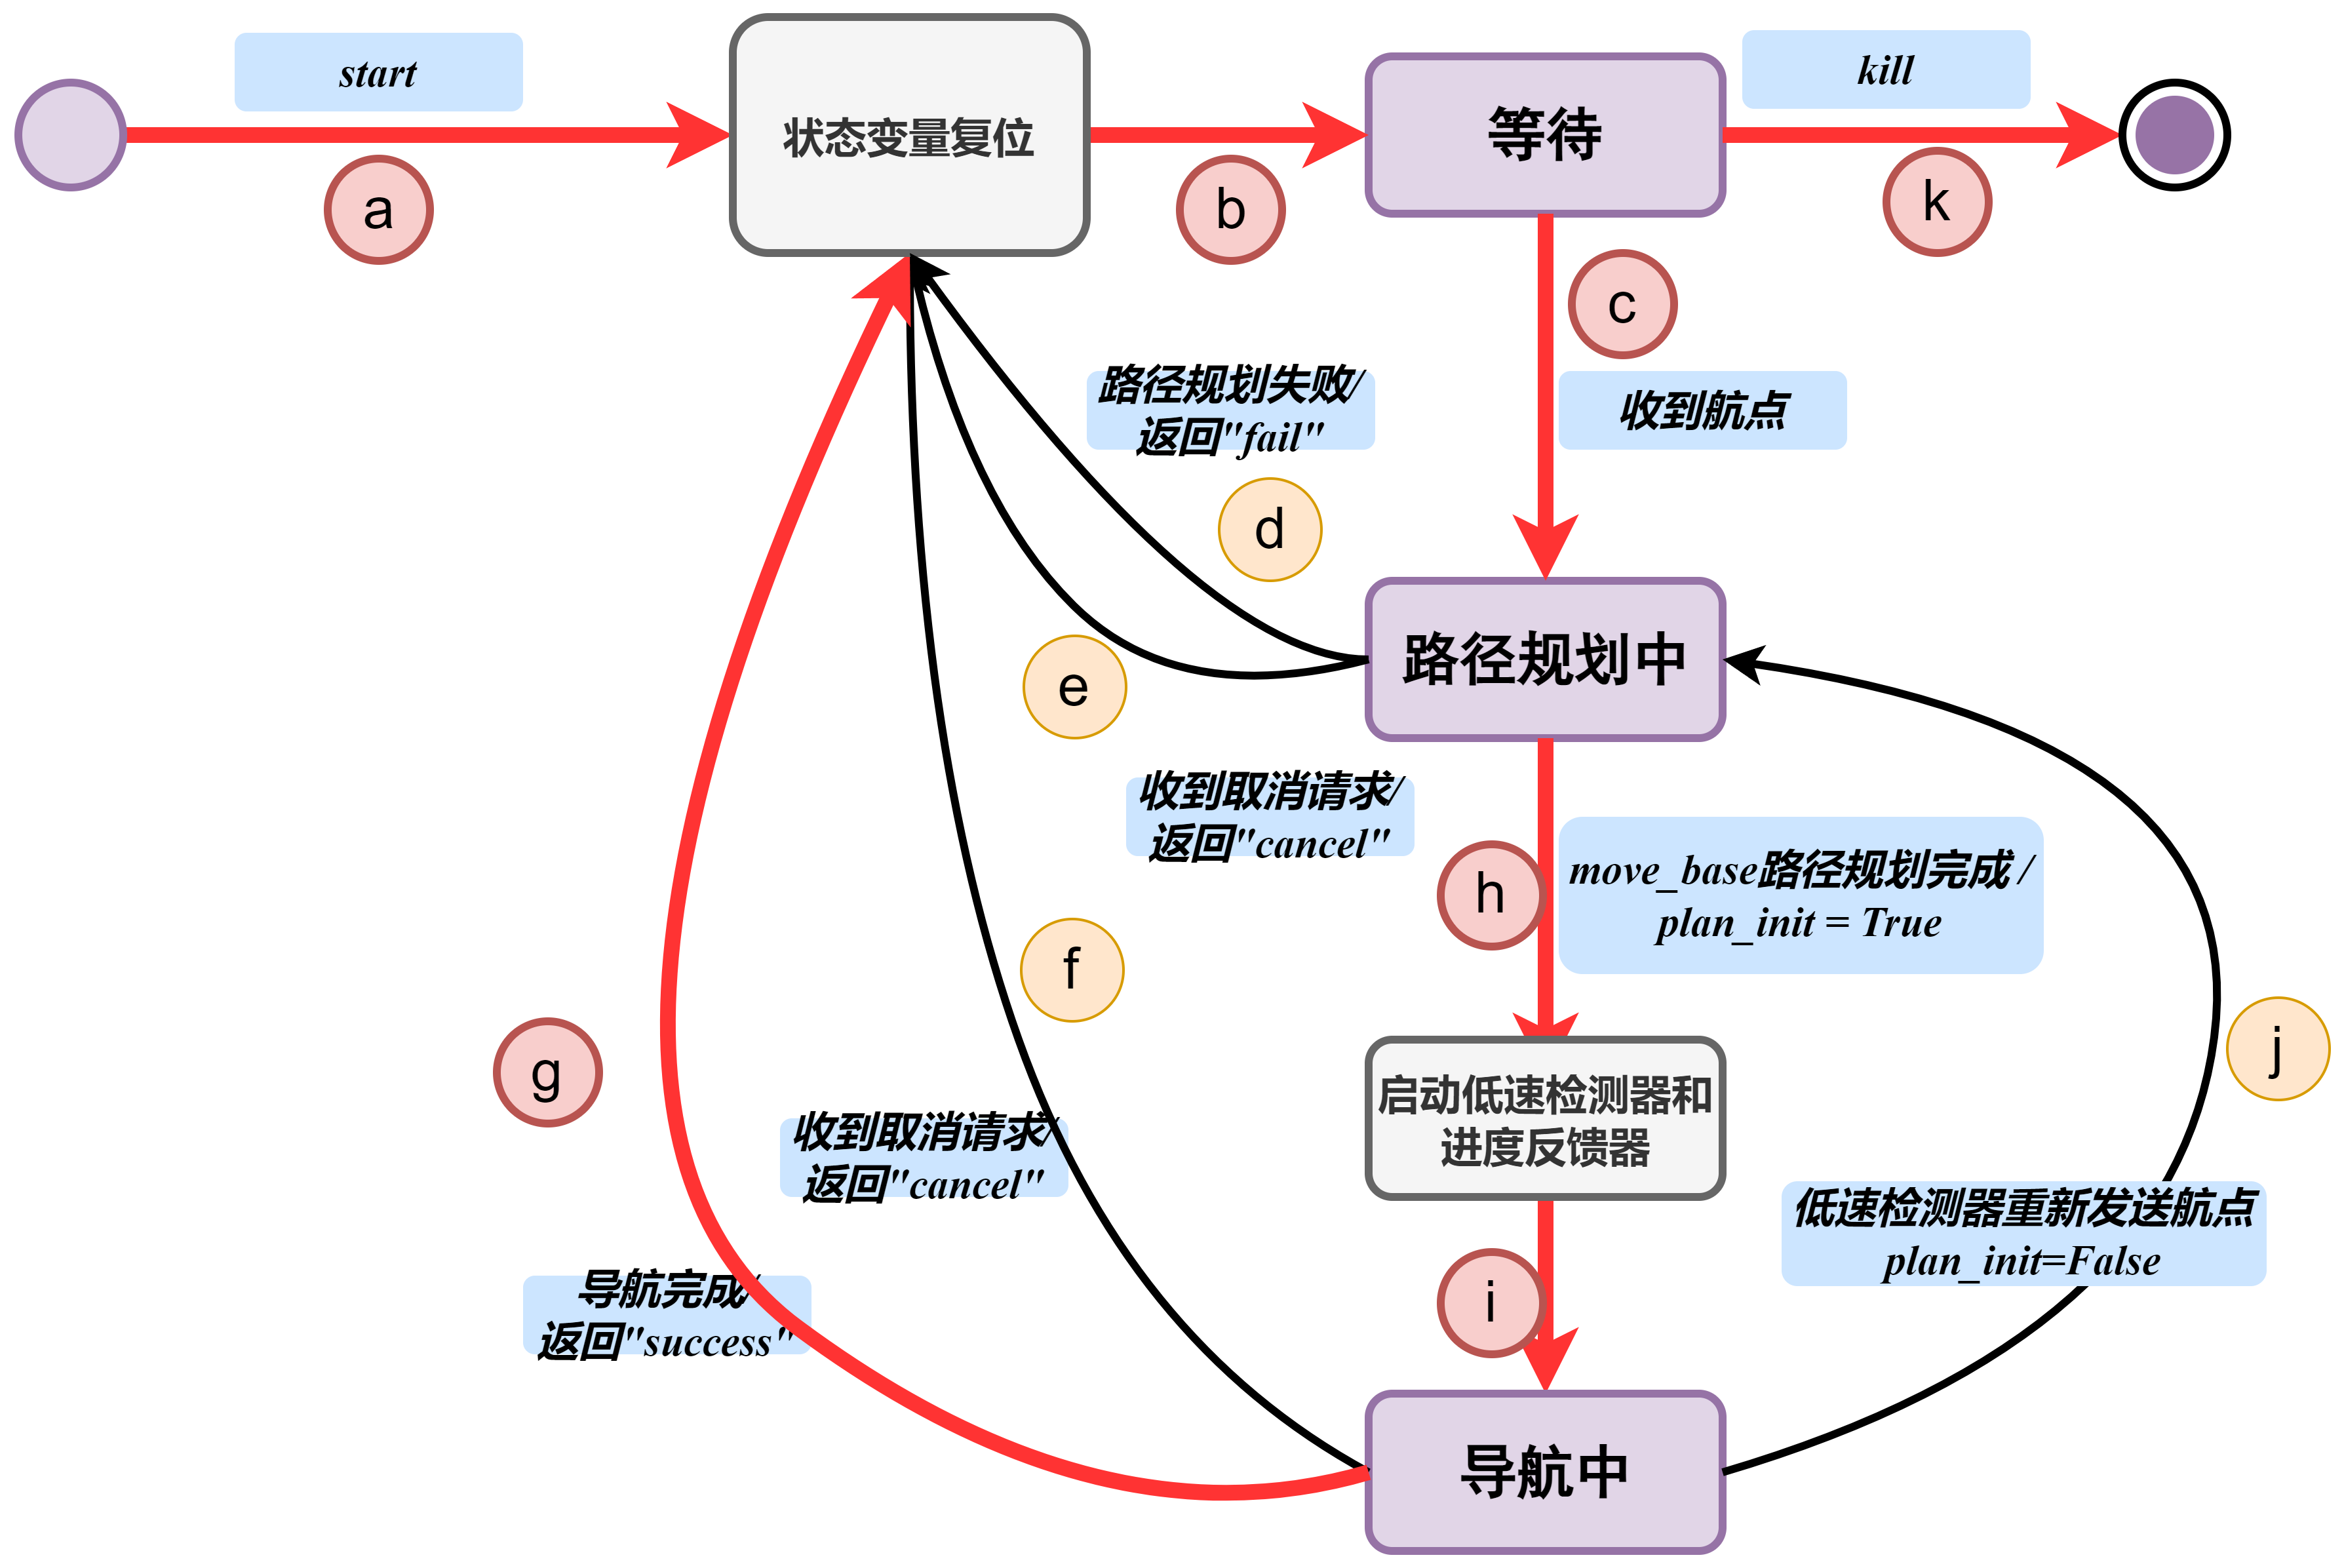 start
kill
状态变量复位
等待
a
b
k
c
路径规划失败/
返回"fail"
收到航点
d
路径规划中
e
收到取消请求/
返回"cancel"
h
move_base路径规划完成 /
plan_init = True
f
j
g
启动低速检测器和
进度反馈器
收到取消请求/
返回"cancel"
低速检测器重新发送航点
plan_init=False
导航完成/
返回"success"
i
导航中